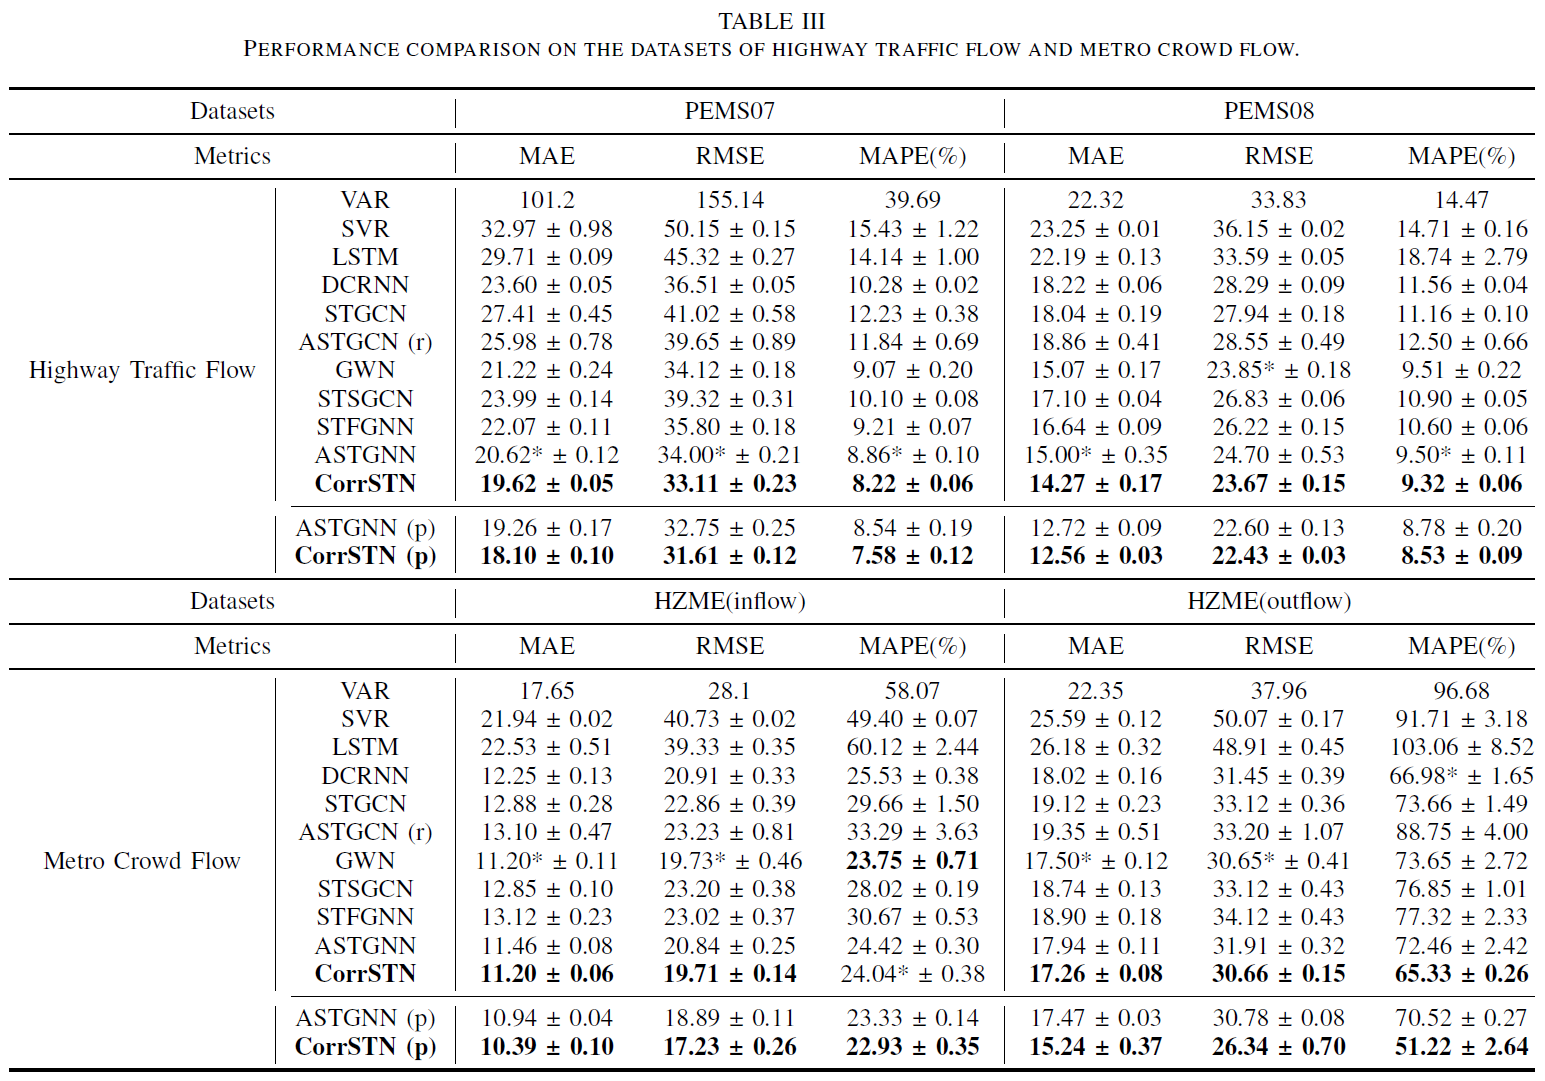 TABLE III
PERFORMANCE COMPARISON ON THE DATASETS OF HIGHWAY TRAFFIC FLOW AND METRO CROWD FLOW.
Datasets PEMS07 PEMS08
Metrics MAE RMSE MAPE(%) MAE RMSE MAPE(%)
VAR 101.2 155.14 39.69 22.32 33.83 14.47
SVR 32.97 ± 0.98 50.15 ± 0.15 15.43 ± 1.22 23.25 ± 0.01 36.15 ± 0.02 14.71 ± 0.16
LSTM 29.71 ± 0.09 45.32 ± 0.27 14.14 ± 1.00 22.19 ± 0.13 33.59 ± 0.05 18.74 ± 2.79
DCRNN 23.60 ± 0.05 36.51 ± 0.05 10.28 ± 0.02 18.22 ± 0.06 28.29 ± 0.09 11.56 ± 0.04
STGCN 27.41 ± 0.45 41.02 ± 0.58 12.23 ± 0.38 18.04 ± 0.19 27.94 ± 0.18 11.16 ± 0.10
ASTGCN (r) 25.98 ± 0.78 39.65 ± 0.89 11.84 ± 0.69 18.86 ± 0.41 28.55 ± 0.49 12.50 ± 0.66
Highway Traffic Flow GWN 21.22 ± 0.24 34.12 ± 0.18 9.07 ± 0.20 15.07 ± 0.17 23.85* ± 0.18 9.51 ± 0.22
STSGCN 23.99 ± 0.14 39.32 ± 0.31 10.10 ± 0.08 17.10 ± 0.04 26.83 ± 0.06 10.90 ± 0.05
STFGNN 22.07 ± 0.11 35.80 ± 0.18 9.21 ± 0.07 16.64 ± 0.09 26.22 ± 0.15 10.60 ± 0.06
ASTGNN 20.62* ± 0.12 34.00* ± 0.21 8.86* ± 0.10 15.00* ± 0.35 24.70 ± 0.53 9.50* ± 0.11
CorrSTN 19.62 ± 0.05 33.11 ± 0.23 8.22 ± 0.06 14.27 ± 0.17 23.67 ± 0.15 9.32 ± 0.06
ASTGNN (p) 19.26 ± 0.17 32.75 ± 0.25 8.54 ± 0.19 12.72 ± 0.09 22.60 ± 0.13 8.78 ± 0.20
CorrSTN (p) 18.10 ± 0.10 31.61 ± 0.12 7.58 ± 0.12 12.56 ± 0.03 22.43 ± 0.03 8.53 ± 0.09
Datasets HZME(inflow) HZME(outflow)
Metrics MAE RMSE MAPE(%) MAE RMSE MAPE(%)
VAR 17.65 28.1 58.07 22.35 37.96 96.68
SVR 21.94 ± 0.02 40.73 ± 0.02 49.40 ± 0.07 25.59 ± 0.12 50.07 ± 0.17 91.71 ± 3.18
LSTM 22.53 ± 0.51 39.33 ± 0.35 60.12 ± 2.44 26.18 ± 0.32 48.91 ± 0.45 103.06 ± 8.52
DCRNN 12.25 ± 0.13 20.91 ± 0.33 25.53 ± 0.38 18.02 ± 0.16 31.45 ± 0.39 66.98* ± 1.65
STGCN 12.88 ± 0.28 22.86 ± 0.39 29.66 ± 1.50 19.12 ± 0.23 33.12 ± 0.36 73.66 ± 1.49
ASTGCN (r) 13.10 ± 0.47 23.23 ± 0.81 33.29 ± 3.63 19.35 ± 0.51 33.20 ± 1.07 88.75 ± 4.00
Metro Crowd Flow GWN 11.20* ± 0.11 19.73* ± 0.46 23.75 ± 0.71 17.50* ± 0.12 30.65* ± 0.41 73.65 ± 2.72
STSGCN 12.85 ± 0.10 23.20 ± 0.38 28.02 ± 0.19 18.74 ± 0.13 33.12 ± 0.43 76.85 ± 1.01
STFGNN 13.12 ± 0.23 23.02 ± 0.37 30.67 ± 0.53 18.90 ± 0.18 34.12 ± 0.43 77.32 ± 2.33
ASTGNN 11.46 ± 0.08 20.84 ± 0.25 24.42 ± 0.30 17.94 ± 0.11 31.91 ± 0.32 72.46 ± 2.42
CorrSTN 11.20 ± 0.06 19.71 ± 0.14 24.04* ± 0.38 17.26 ± 0.08 30.66 ± 0.15 65.33 ± 0.26
ASTGNN (p) 10.94 ± 0.04 18.89 ± 0.11 23.33 ± 0.14 17.47 ± 0.03 30.78 ± 0.08 70.52 ± 0.27
CorrSTN (p) 10.39 ± 0.10 17.23 ± 0.26 22.93 ± 0.35 15.24 ± 0.37 26.34 ± 0.70 51.22 ± 2.64